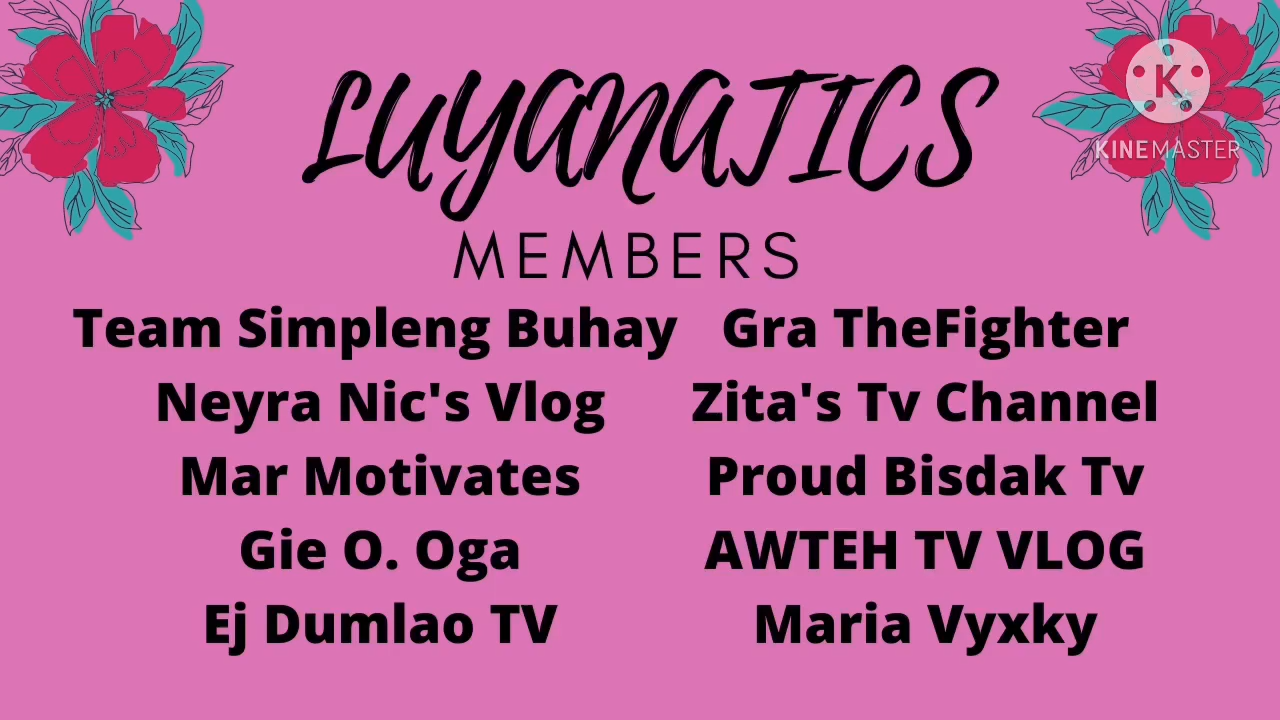 LUYANATICS
MEMBERS
Team Simpleng Buhay
Neyra Nic's Vlog
Mar Motivates
Gie O. Oga
Ej Dumlao TV
Gra TheFighter
Zita's Tv Channel
Proud Bisdak Tv
AWTEH TV VLOG
Maria Vyxky
K
KINEMASTER